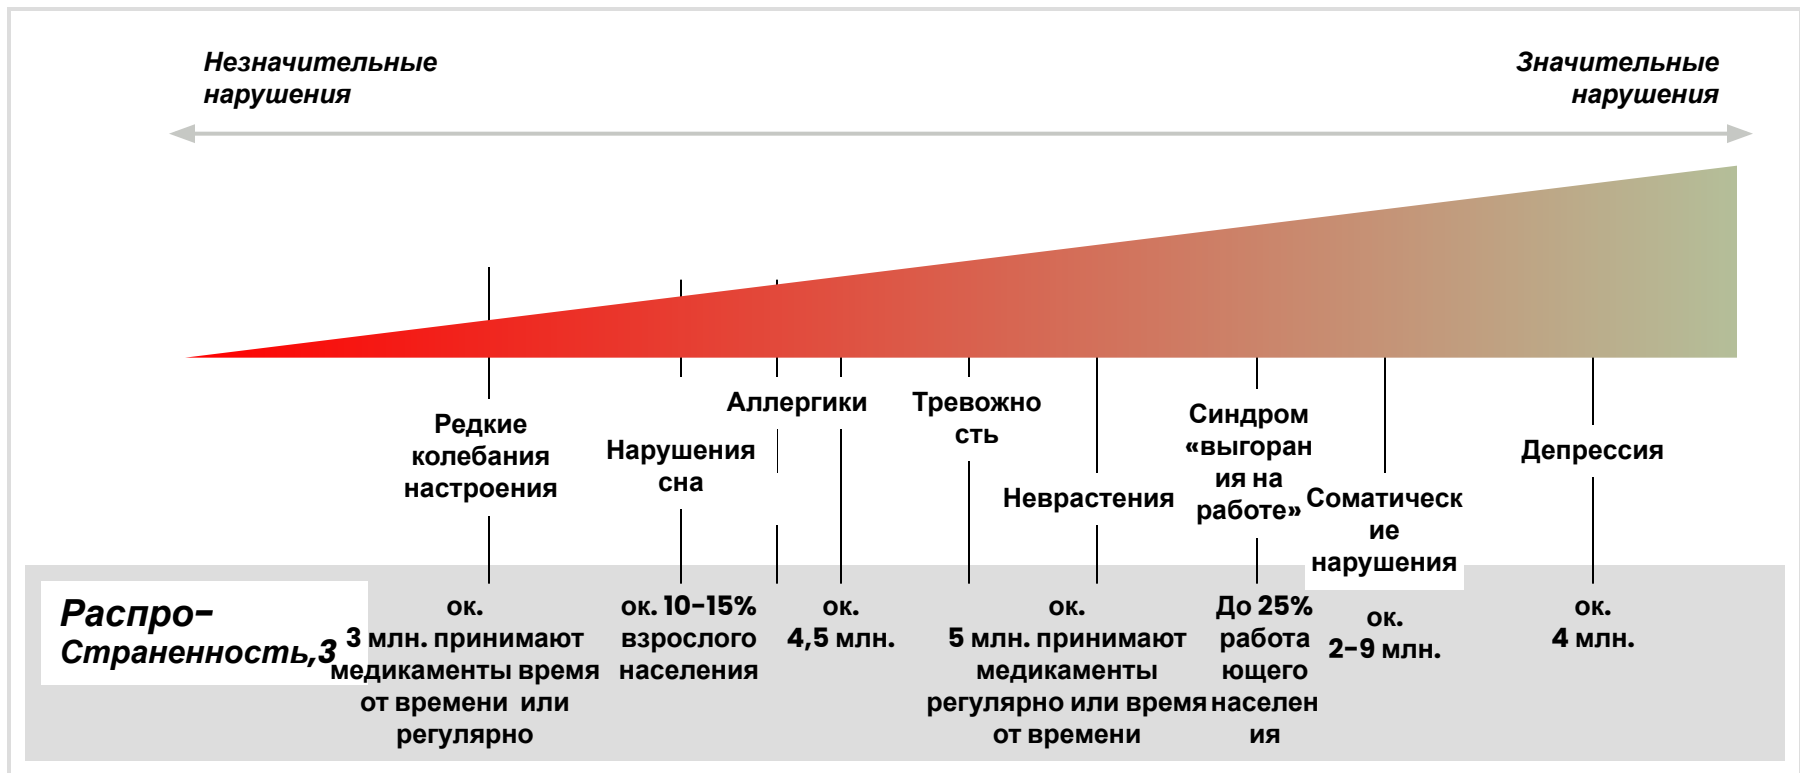 Незначительные
нарушения
Значительные
нарушения
Редкие
колебания
настроения
Нарушения
сна
Аллергики
Тревожно
сть
Неврастения
Синдром
«выгоран
ия на
работе»
Соматическ
ие
нарушения
Депрессия
Распро-
Страненность,3
ок.
3 млн. принимают
медикаменты время
от времени или
регулярно
ок. 10-15%
взрослого
населения
ок.
4,5 млн.
ок.
5 млн. принимают
медикаменты
регулярно или время
от времени
До 25%
работа
ющего
населен
ия
ок.
2-9 млн.
ок.
4 млн.